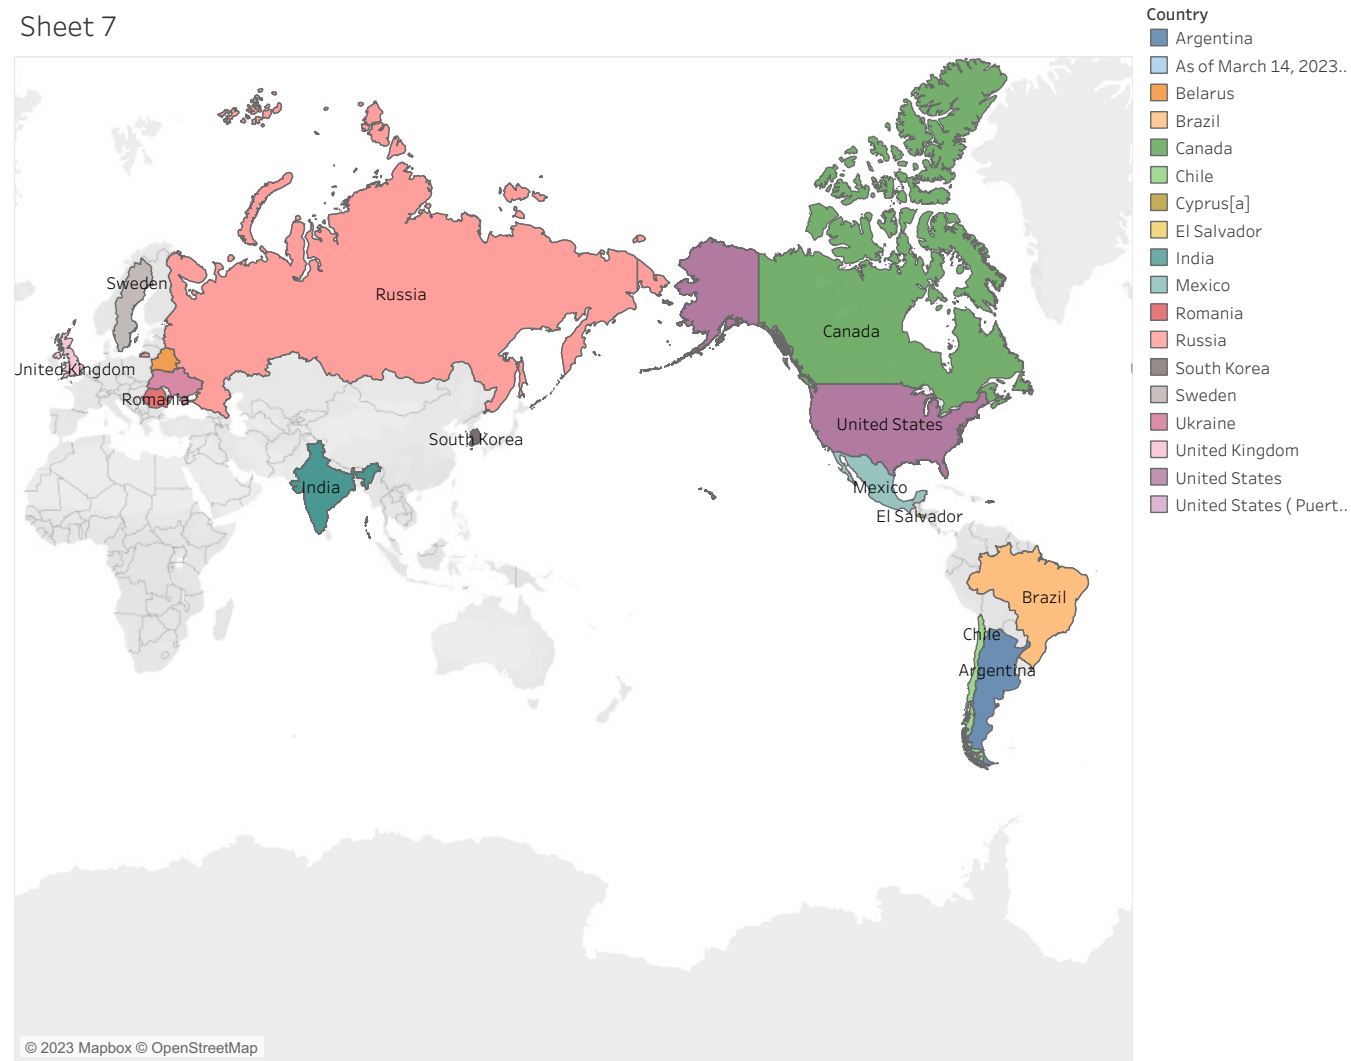 Sheet 7
Country
Argentina
As of March 14, 2023..
Belarus
Brazil
Canada
Chile
Cyprus[a]
El Salvador
India
Mexico
Romania
Russia
South Korea
Sweden
Ukraine
United Kingdom
United States
United States ( Puert..
Sweden
Russia
Canada
United Kingdom
Romania
United States
South Korea
India
Mexico
El Salvador
Brazil
Chile
Argentina
© 2023 Mapbox © OpenStreetMap